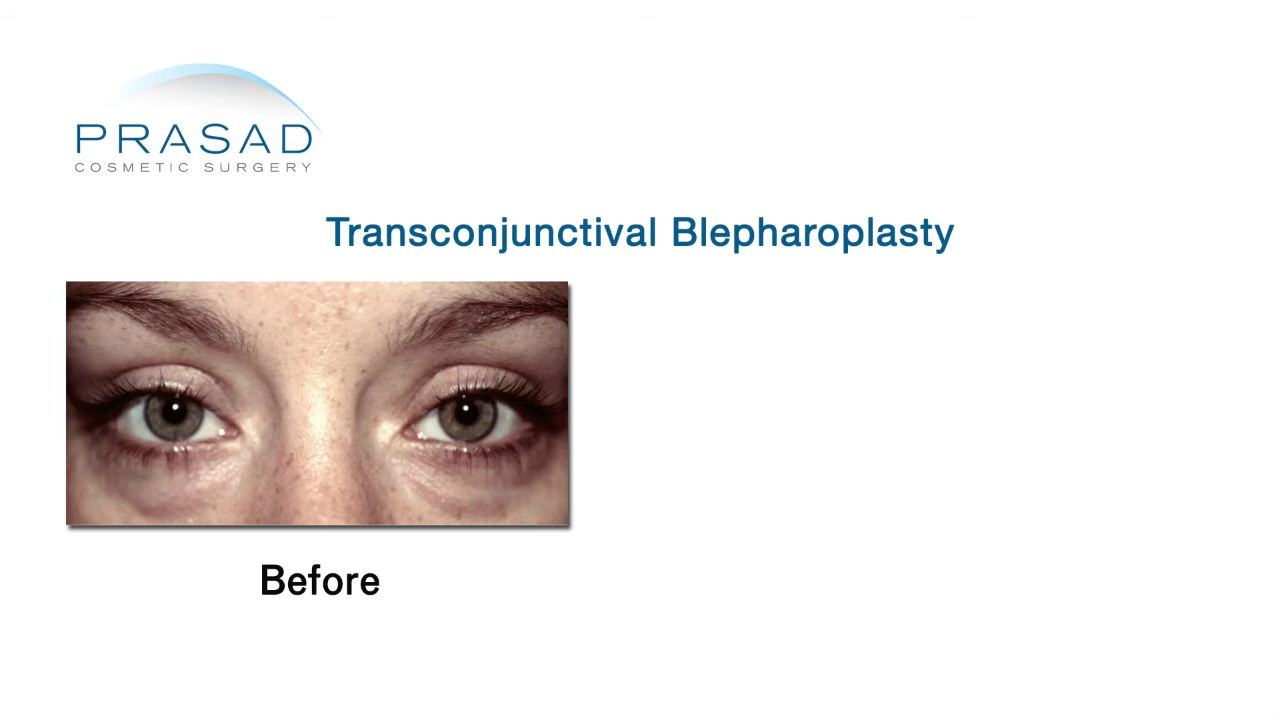 PRASAD
COSMETIC SURGERY
Transconjunctival Blepharoplasty
Before